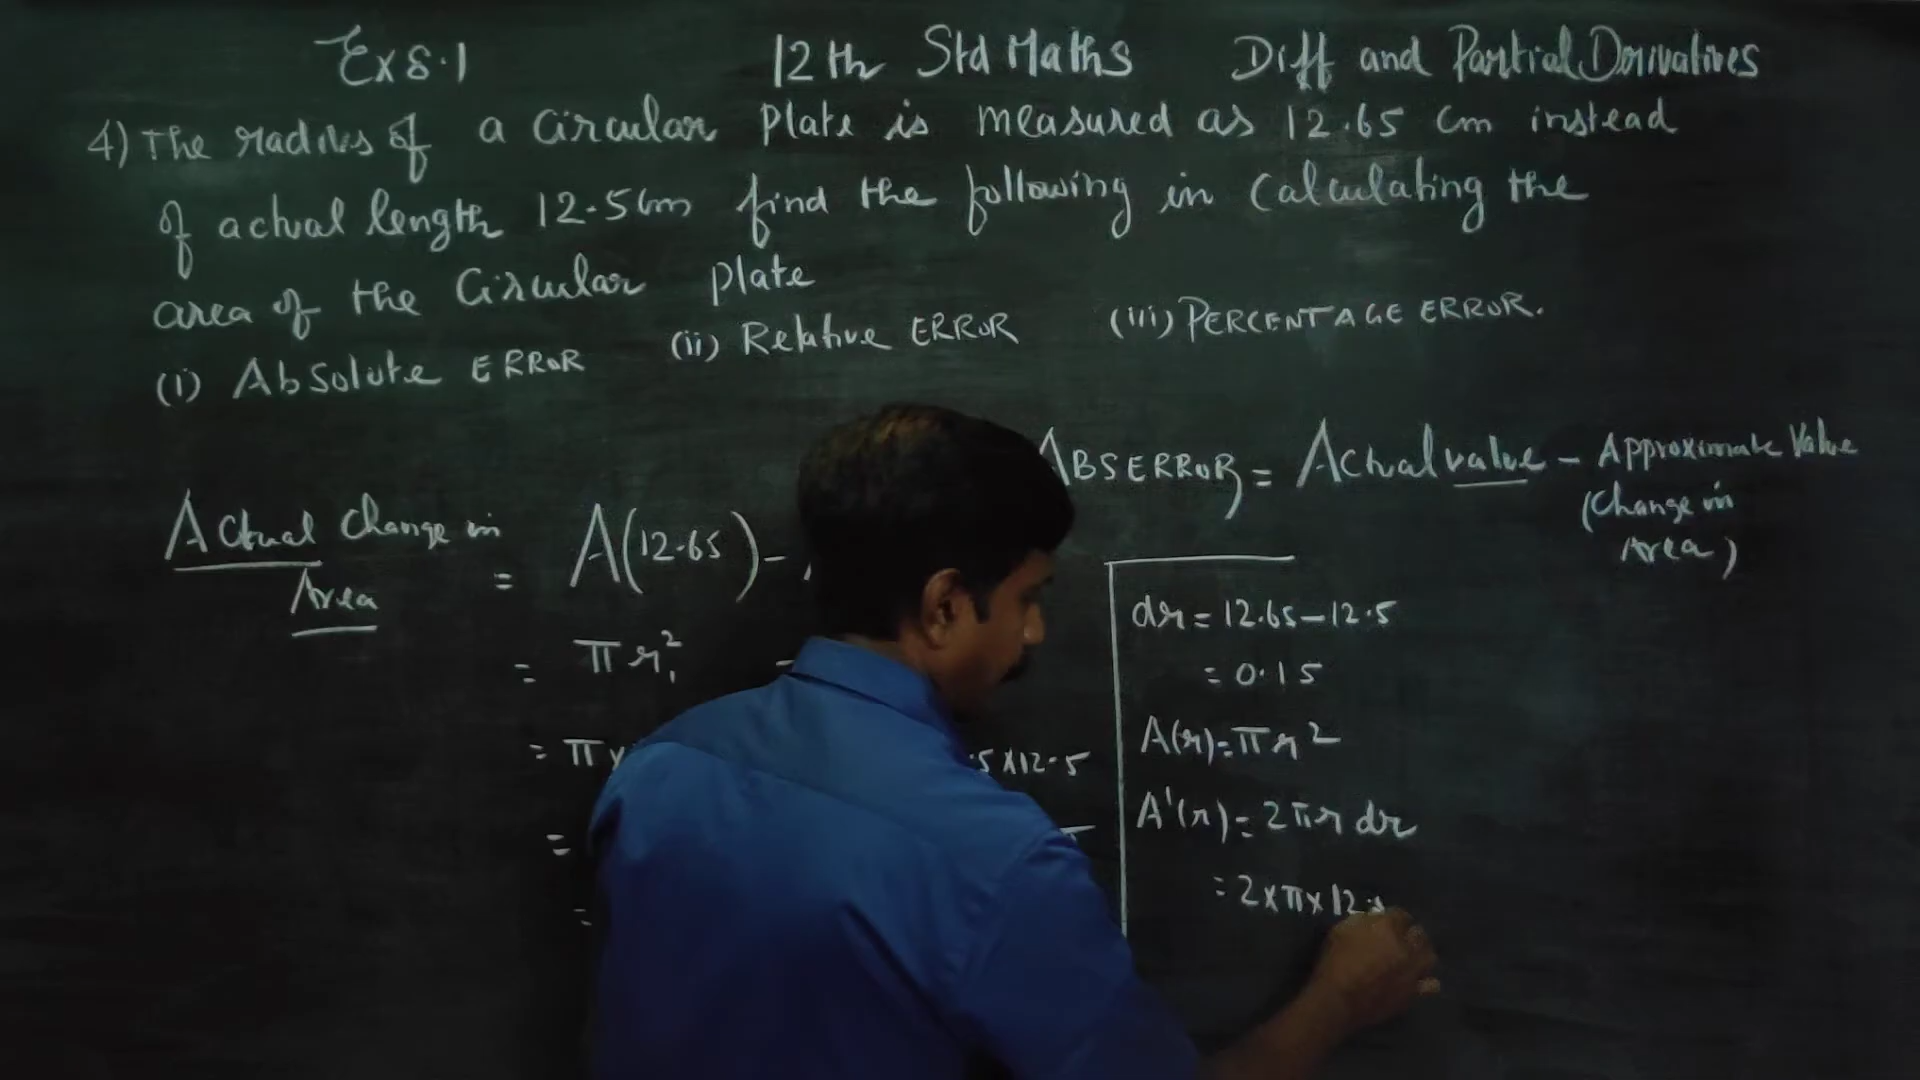 Ex 8.1 12th Std Maths Diff and Partial Derivatives
4) The radius of a circular plate is measured as 12.65 cm instead
of actual length 12.5 cm find the following in calculating the
area of the circular plate
(i) Absolute ERROR (ii) Relative ERROR (iii) PERCENTAGE ERROR.
ABS ERROR = Actual value - Approximate Value
(Change in
Area)
Actual change in
Area
= A(12.65) -
= πr₁² -
= π× .5×12.5
=
=
dr = 12.65-12.5
= 0.15
A(r) = πr²
A'(r) = 2πr dr
= 2×π×12.